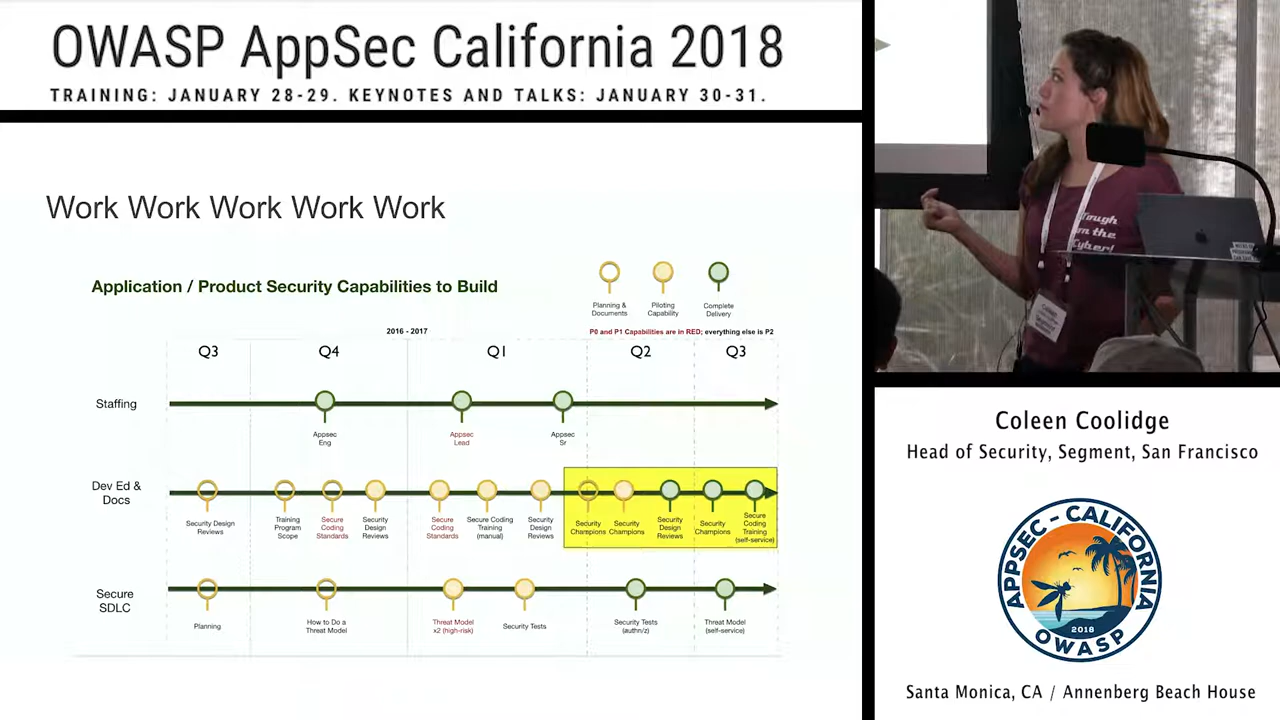 OWASP AppSec California 2018
TRAINING: JANUARY 28-29. KEYNOTES AND TALKS: JANUARY 30-31.
Work Work Work Work Work
Application / Product Security Capabilities to Build
Planning &
Documents
Piloting
Capability
Complete
Delivery
2016 - 2017
P0 and P1 Capabilities are in RED; everything else is P2
Q3
Q4
Q1
Q2
Q3
Staffing
Appsec
Eng
Appsec
Lead
Appsec
Sr
Dev Ed &
Docs
Security Design
Reviews
Training
Program
Scope
Secure
Coding
Standards
Security
Design
Reviews
Secure
Coding
Standards
Secure Coding
Training
(manual)
Security
Design
Reviews
Security
Champions
Security
Champions
Security
Design
Reviews
Security
Champions
Secure
Coding
Training
(self-service)
Secure
SDLC
Planning
How to Do a
Threat Model
Threat Model
x2 (high-risk)
Security Tests
Security Tests
(authn/z)
Threat Model
(self-service)
Tough
on the
Cyber!
Coleen Coolidge
Head of Security, Segment, San Francisco
APPSEC - CALIFORNIA
2018
OWASP
Santa Monica, CA / Annenberg Beach House